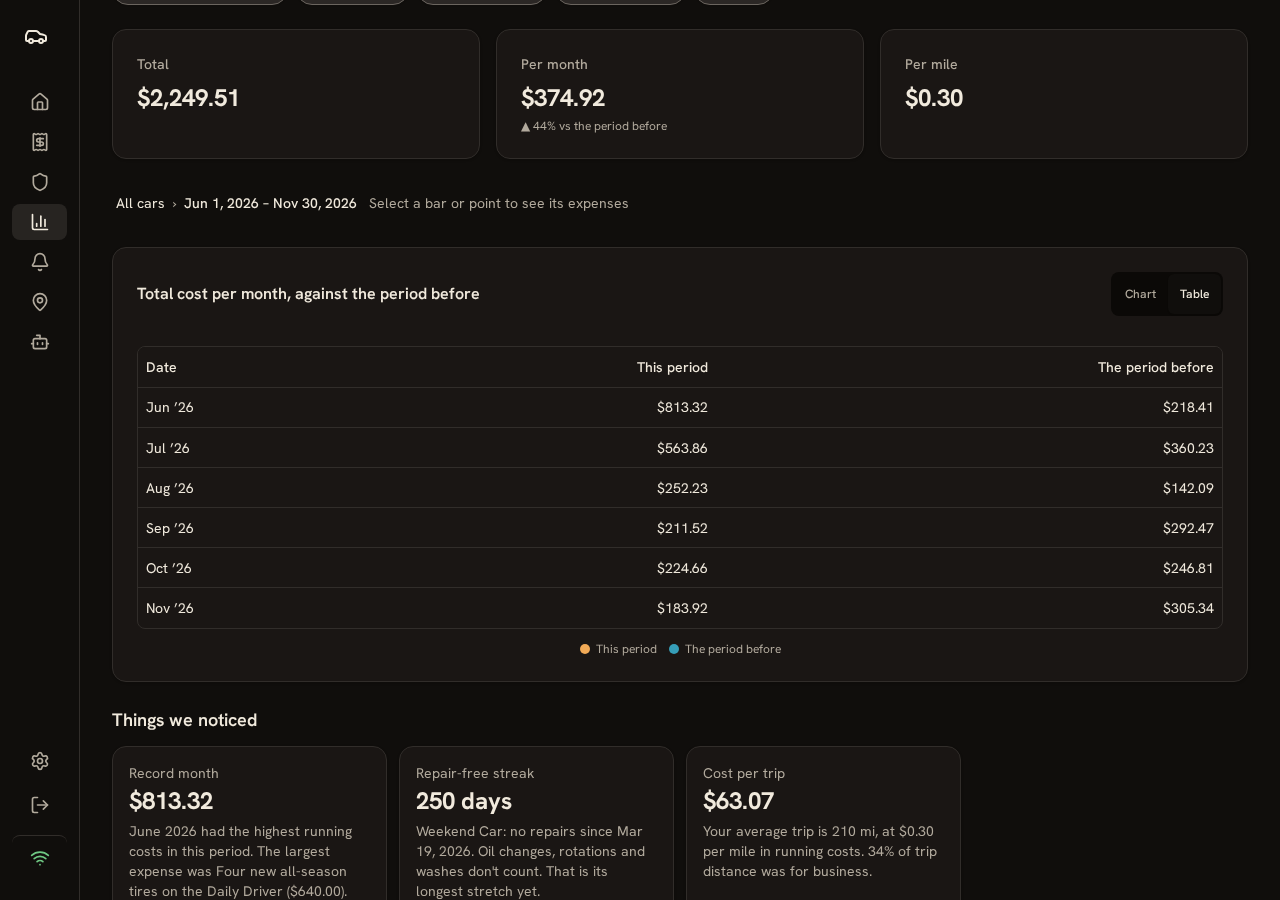 Total
$2,249.51
Per month
$374.92
▲ 44% vs the period before
Per mile
$0.30
All cars › Jun 1, 2026 – Nov 30, 2026 Select a bar or point to see its expenses
Total cost per month, against the period before
Chart Table
Date This period The period before
Jun ’26 $813.32 $218.41
Jul ’26 $563.86 $360.23
Aug ’26 $252.23 $142.09
Sep ’26 $211.52 $292.47
Oct ’26 $224.66 $246.81
Nov ’26 $183.92 $305.34
This period The period before
Things we noticed
Record month
$813.32
June 2026 had the highest running
costs in this period. The largest
expense was Four new all-season
tires on the Daily Driver ($640.00).
Repair-free streak
250 days
Weekend Car: no repairs since Mar
19, 2026. Oil changes, rotations and
washes don't count. That is its
longest stretch yet.
Cost per trip
$63.07
Your average trip is 210 mi, at $0.30
per mile in running costs. 34% of trip
distance was for business.